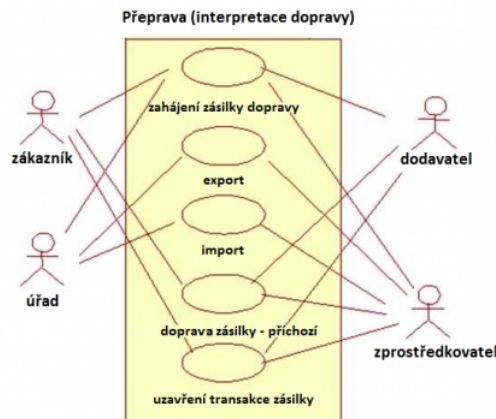 Přeprava (interpretace dopravy)
zahájení zásilky dopravy
zákazník
dodavatel
export
import
úřad
doprava zásilky - příchozí
zprostředkovatel
uzavření transakce zásilky